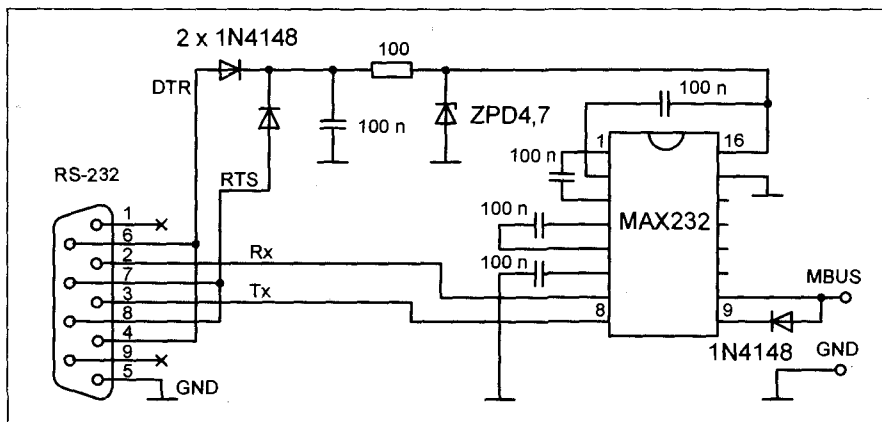 2 x 1N4148
100
DTR
100 n
ZPD4,7
100 n
1
16
100 n
RS-232
RTS
MAX232
1
6
2
Rx
100 n
7
100 n
3
Tx
MBUS
8
8
9
4
1N4148
9
GND
5
GND